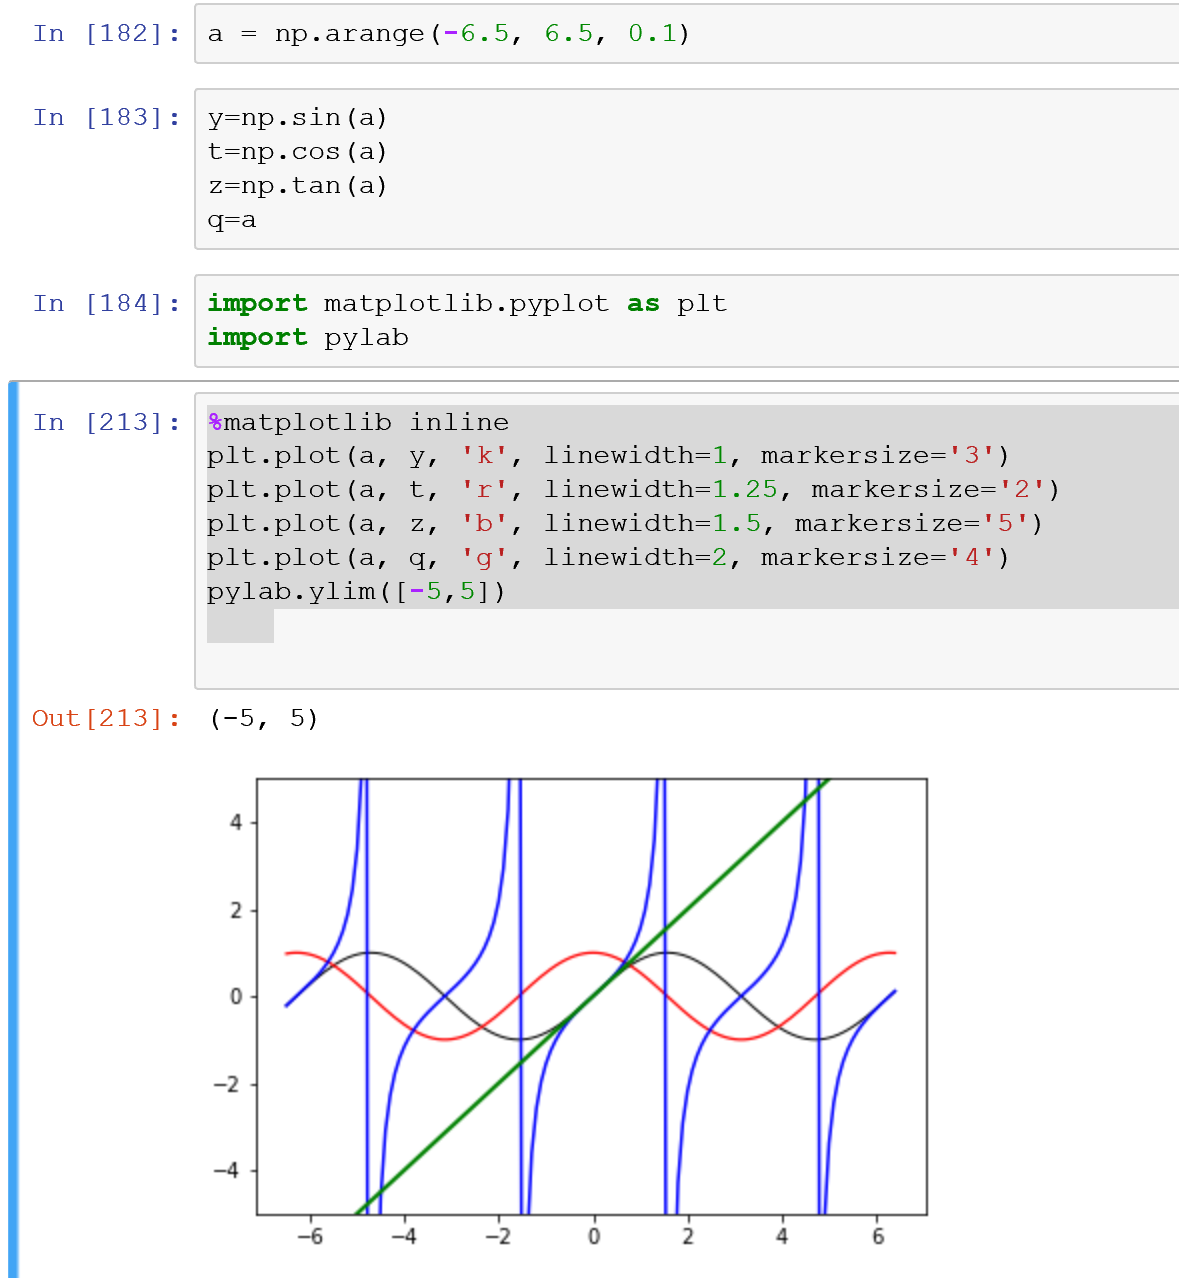 In [182]: a = np.arange(-6.5, 6.5, 0.1)
In [183]: y=np.sin(a)
t=np.cos(a)
z=np.tan(a)
q=a
In [184]: import matplotlib.pyplot as plt
import pylab
In [213]: %matplotlib inline
plt.plot(a, y, 'k', linewidth=1, markersize='3')
plt.plot(a, t, 'r', linewidth=1.25, markersize='2')
plt.plot(a, z, 'b', linewidth=1.5, markersize='5')
plt.plot(a, q, 'g', linewidth=2, markersize='4')
pylab.ylim([-5,5])
Out[213]: (-5, 5)
4
2
0
−2
−4
−6 −4 −2 0 2 4 6